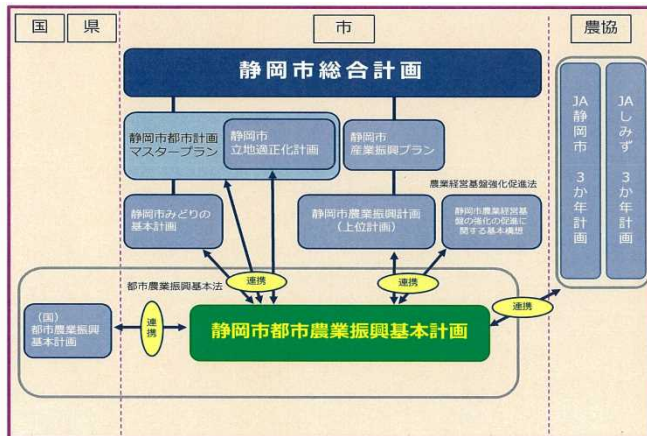 国
県
市
農協
静岡市総合計画
静岡市都市計画
マスタープラン
静岡市
立地適正化計画
静岡市
産業振興プラン
農業経営基盤強化促進法
静岡市みどりの
基本計画
静岡市農業振興計画
(上位計画)
静岡市農業経営基
盤の強化の促進に
関する基本構想
JA静岡市 3か年計画
JAしみず 3か年計画
都市農業振興基本法
連携
連携
連携
(国)
都市農業振興
基本計画
連携
静岡市都市農業振興基本計画